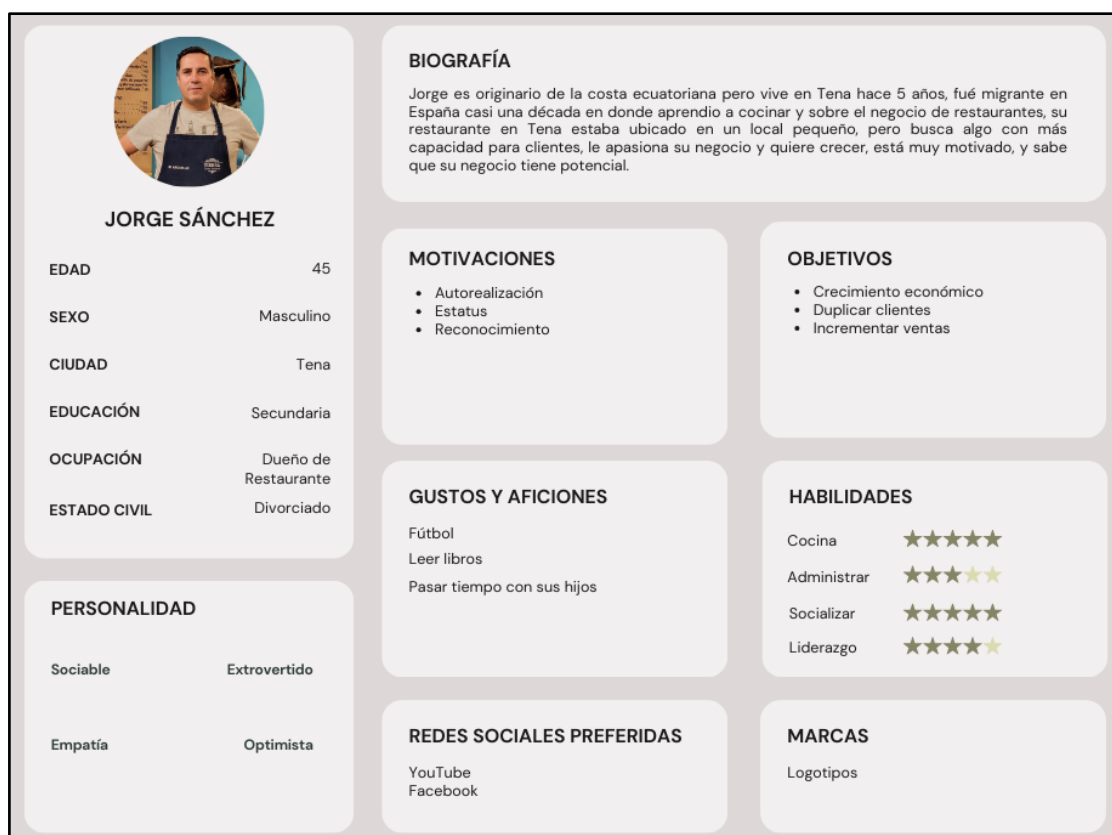 JORGE SÁNCHEZ
EDAD 45
SEXO Masculino
CIUDAD Tena
EDUCACIÓN Secundaria
OCUPACIÓN Dueño de
Restaurante
ESTADO CIVIL Divorciado
PERSONALIDAD
Sociable Extrovertido
Empatía Optimista
BIOGRAFÍA
Jorge es originario de la costa ecuatoriana pero vive en Tena hace 5 años, fué migrante en
España casi una década en donde aprendio a cocinar y sobre el negocio de restaurantes, su
restaurante en Tena estaba ubicado en un local pequeño, pero busca algo con más
capacidad para clientes, le apasiona su negocio y quiere crecer, está muy motivado, y sabe
que su negocio tiene potencial.
MOTIVACIONES
• Autorealización
• Estatus
• Reconocimiento
OBJETIVOS
• Crecimiento económico
• Duplicar clientes
• Incrementar ventas
GUSTOS Y AFICIONES
Fútbol
Leer libros
Pasar tiempo con sus hijos
HABILIDADES
Cocina
Administrar
Socializar
Liderazgo
REDES SOCIALES PREFERIDAS
YouTube
Facebook
MARCAS
Logotipos